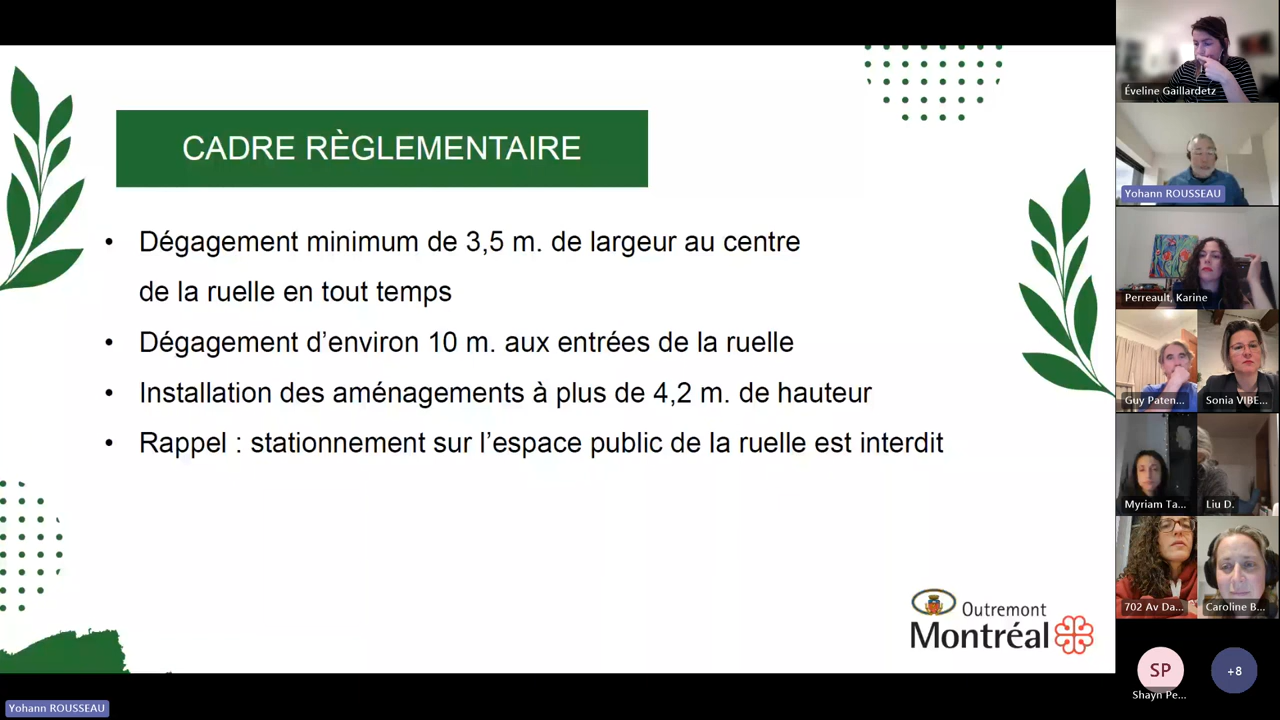 CADRE RÈGLEMENTAIRE
• Dégagement minimum de 3,5 m. de largeur au centre
de la ruelle en tout temps
• Dégagement d’environ 10 m. aux entrées de la ruelle
• Installation des aménagements à plus de 4,2 m. de hauteur
• Rappel : stationnement sur l’espace public de la ruelle est interdit
Outremont
Montréal
Yohann ROUSSEAU
Éveline Gaillardetz
Yohann ROUSSEAU
Perreault, Karine
Guy Paten...
Sonia VIBE...
Myriam Ta...
Liu D.
702 Av Da...
Caroline B...
SP
+8
Shayn Pe...